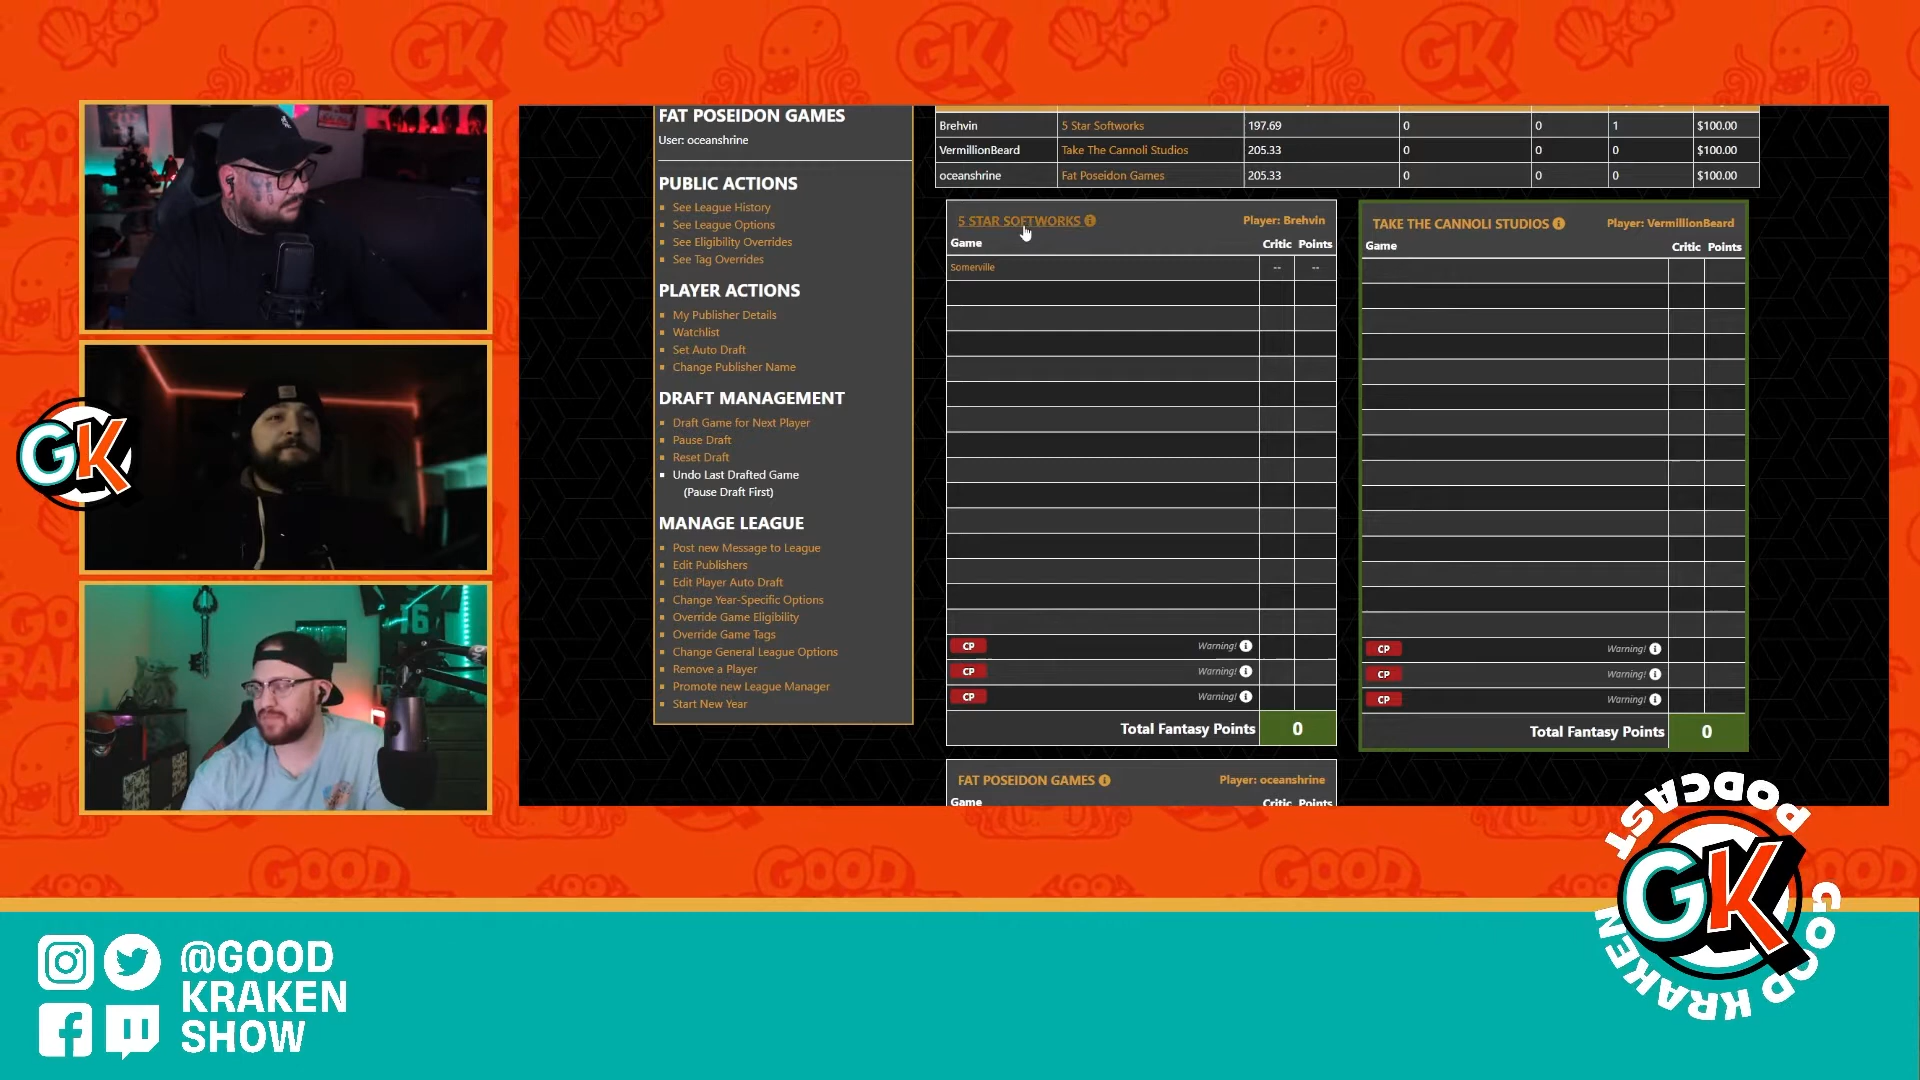 FAT POSEIDON GAMES
User: oceanshrine
PUBLIC ACTIONS
See League History
See League Options
See Eligibility Overrides
See Tag Overrides
PLAYER ACTIONS
My Publisher Details
Watchlist
Set Auto Draft
Change Publisher Name
DRAFT MANAGEMENT
Draft Game for Next Player
Pause Draft
Reset Draft
Undo Last Drafted Game
(Pause Draft First)
MANAGE LEAGUE
Post new Message to League
Edit Publishers
Edit Player Auto Draft
Change Year-Specific Options
Override Game Eligibility
Override Game Tags
Change General League Options
Remove a Player
Promote new League Manager
Start New Year
Brehvin 5 Star Softworks 197.69 0 0 1 $100.00
VermillionBeard Take The Cannoli Studios 205.33 0 0 0 $100.00
oceanshrine Fat Poseidon Games 205.33 0 0 0 $100.00
5 STAR SOFTWORKS Player: Brehvin
Game Critic Points
Somerville -- --
CP Warning!
CP Warning!
CP Warning!
Total Fantasy Points 0
TAKE THE CANNOLI STUDIOS Player: VermillionBeard
Game Critic Points
CP Warning!
CP Warning!
CP Warning!
Total Fantasy Points 0
FAT POSEIDON GAMES Player: oceanshrine
Game Critic Points
GK
16
@GOOD
KRAKEN
SHOW
GOOD KRAKEN PODCAST
GK
GK GK GK GK
GOOD GOOD GOOD